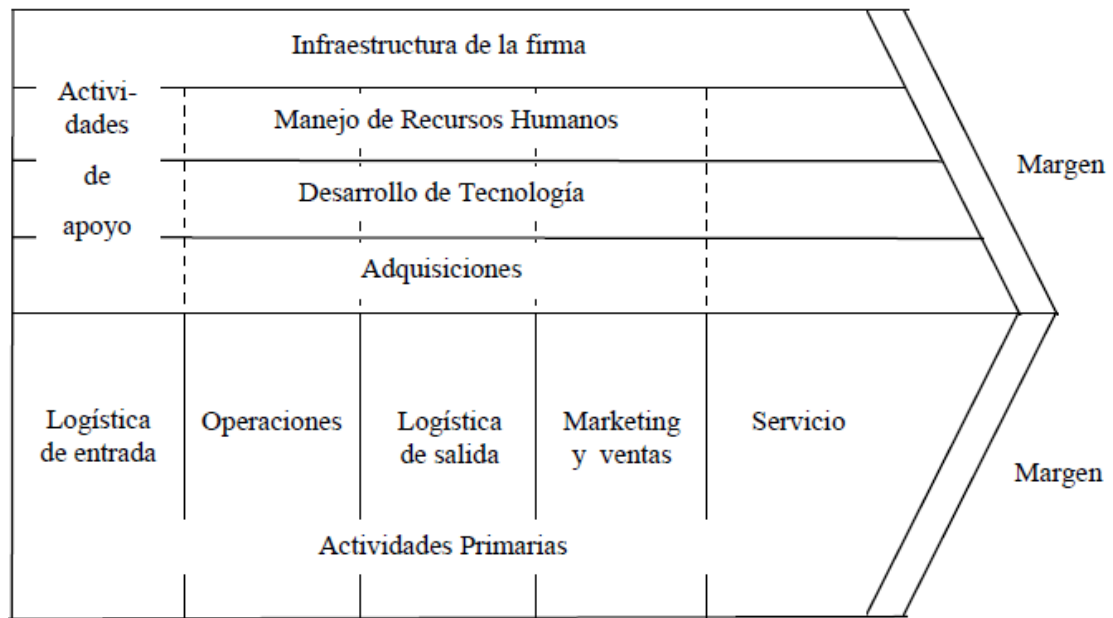 Infraestructura de la firma
Activi-
dades
de
apoyo
Manejo de Recursos Humanos
Desarrollo de Tecnología
Adquisiciones
Margen
Logística
de entrada
Operaciones
Logística
de salida
Marketing
y ventas
Servicio
Margen
Actividades Primarias